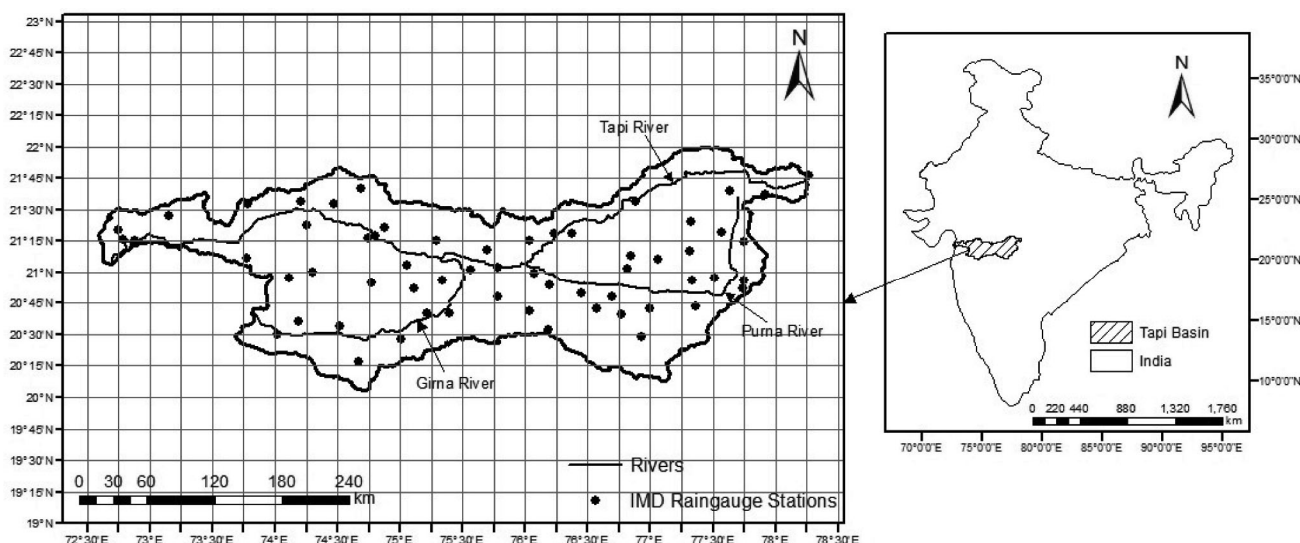 23°N
22°45'N
22°30'N
22°15'N
22°N
21°45'N
21°30'N
21°15'N
21°N
20°45'N
20°30'N
20°15'N
20°N
19°45'N
19°30'N
19°15'N
19°N
N
Tapi River
Purna River
Girna River
Rivers
IMD Raingauge Stations
0 30 60 120 180 240
km
72°30'E 73°E 73°30'E 74°E 74°30'E 75°E 75°30'E 76°E 76°30'E 77°E 77°30'E 78°E 78°30'E
N
35°0'0"N
30°0'0"N
25°0'0"N
20°0'0"N
15°0'0"N
10°0'0"N
Tapi Basin
India
0 220 440 880 1,320 1,760
km
70°0'0"E 75°0'0"E 80°0'0"E 85°0'0"E 90°0'0"E 95°0'0"E